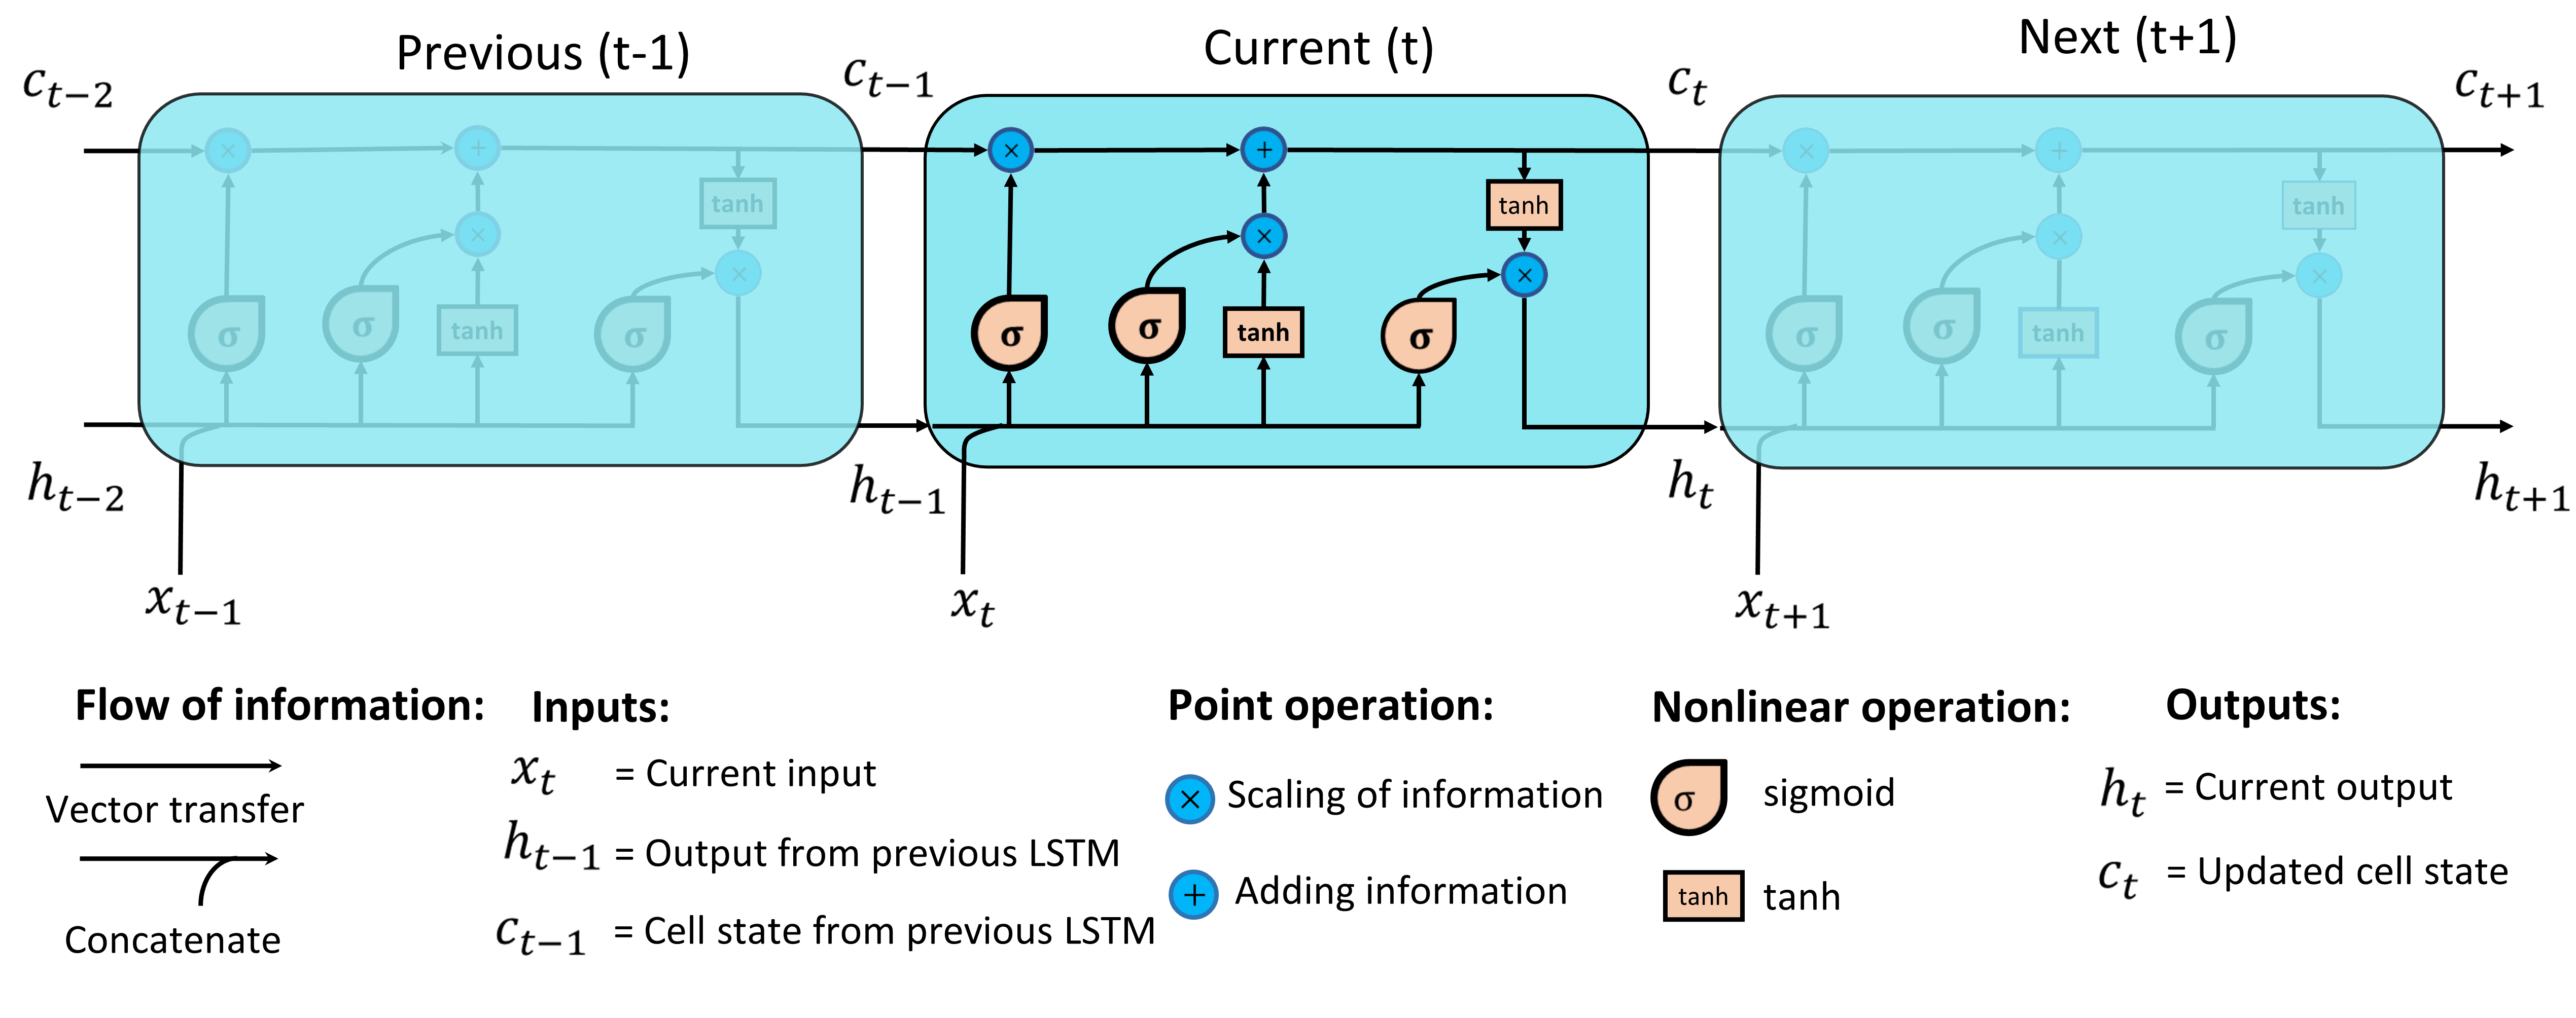 Previous (t-1)
Current (t)
Next (t+1)
c_{t−2}
c_{t−1}
c_t
c_{t+1}
× + × + × +
tanh tanh tanh
× × ×
× × ×
σ σ tanh σ
σ σ tanh σ
σ σ tanh σ
h_{t−2}
h_{t−1}
h_t
h_{t+1}
x_{t−1}
x_t
x_{t+1}
Flow of information:
Vector transfer
Concatenate
Inputs:
x_t = Current input
h_{t−1} = Output from previous LSTM
c_{t−1} = Cell state from previous LSTM
Point operation:
× Scaling of information
+ Adding information
Nonlinear operation:
σ sigmoid
tanh tanh
Outputs:
h_t = Current output
c_t = Updated cell state